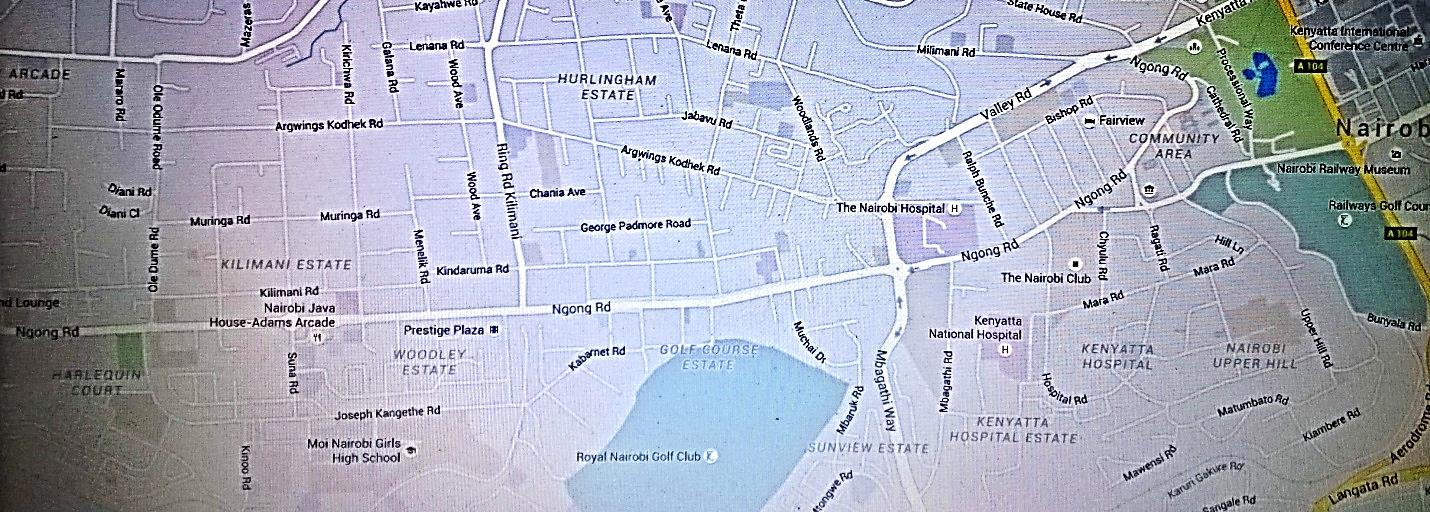 Kayahwe Rd
Mazeras
Theta
State House Rd
Kenyatta
Lenana Rd
Lenana Rd
Milimani Rd
Kenyatta International
Conference Centre
ARCADE
Mararo Rd
Ole Odume Road
Kirichwa Rd
Galana Rd
Wood Ave
HURLINGHAM
ESTATE
Ngong Rd
Processional Way
A 104
Valley Rd
Bishop Rd
Cathedral Rd
Argwings Kodhek Rd
Jabavu Rd
Woodlands Rd
Fairview
COMMUNITY
AREA
Nairob
Argwings Kodhek Rd
Ring Rd Kilimani
Ralph Bunche Rd
Nairobi Railway Museum
Diani Rd
Diani Cl
Wood Ave
Chania Ave
Ngong Rd
Muringa Rd
Muringa Rd
The Nairobi Hospital H
Railways Golf Cour
George Padmore Road
A 104
Ole Dume Rd
Menelik Rd
Ngong Rd
Chyulu Rd
Ragati Rd
Hill Ln
KILIMANI ESTATE
Kindaruma Rd
Mara Rd
The Nairobi Club
Kilimani Rd
nd Lounge
Nairobi Java
House-Adams Arcade
Ngong Rd
Mara Rd
Ngong Rd
Prestige Plaza
Kenyatta
National Hospital
H
Bunyala Rd
Upper Hill Rd
Muchai Dr
Kabarnet Rd
GOLF COURSE
ESTATE
WOODLEY
ESTATE
KENYATTA
HOSPITAL
NAIROBI
UPPER HILL
HARLEQUIN
COURT
Suna Rd
Mbagathi Way
Mbagathi Rd
Hospital Rd
Joseph Kangethe Rd
Mbaruk Rd
Matumbato Rd
Kiambere Rd
KENYATTA
HOSPITAL ESTATE
Moi Nairobi Girls
High School
SUNVIEW ESTATE
Royal Nairobi Golf Club
Kinoo Rd
Mawensi Rd
Karuri Gakure Rd
Aerodrome R
Mtongwe Rd
Langata Rd
Sangale Rd